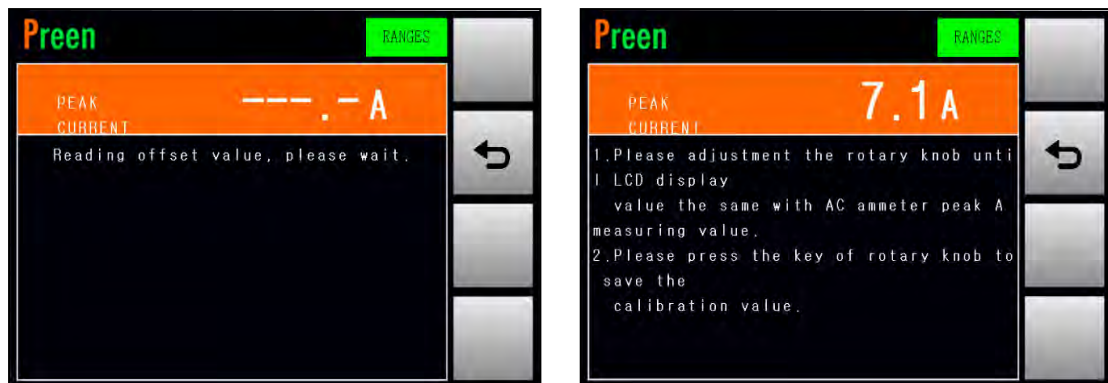 Preen
RANGES
PEAK
CURRENT
---.-A
Reading offset value, please wait.
Preen
RANGES
PEAK
CURRENT
7.1A
1.Please adjustment the rotary knob unti
l LCD display
value the same with AC ammeter peak A
measuring value.
2.Please press the key of rotary knob to
save the
calibration value.